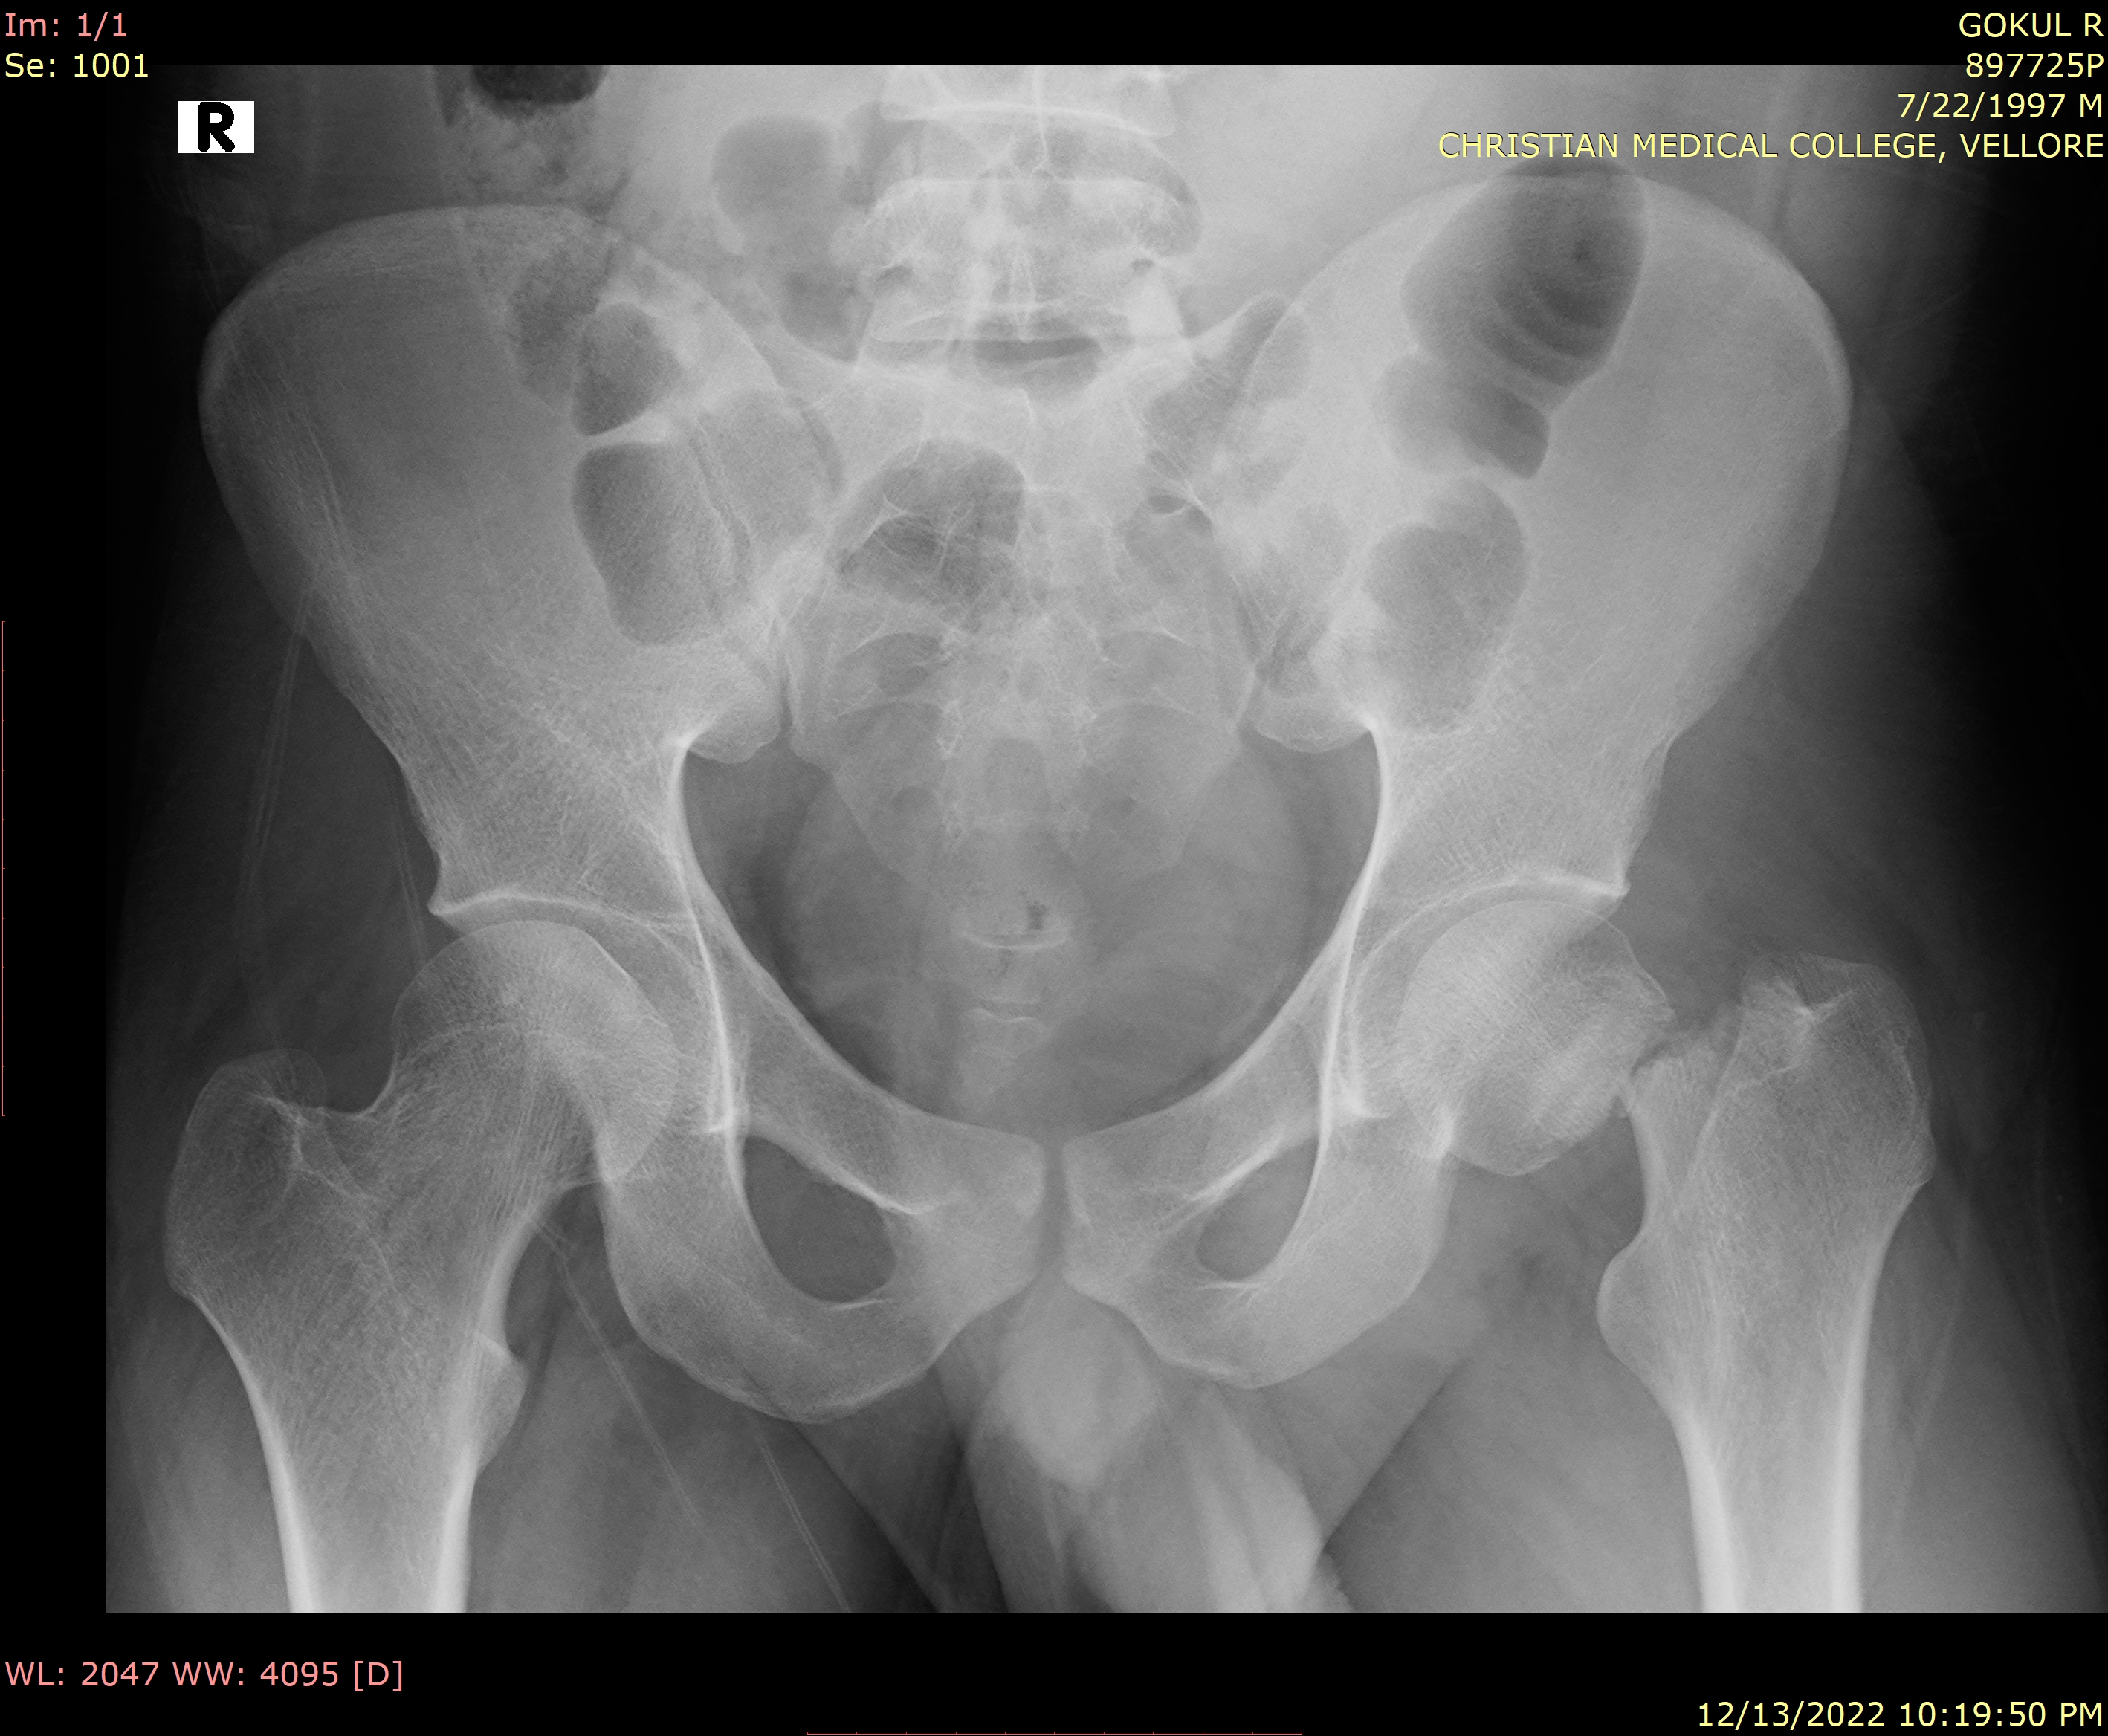 Im: 1/1
Se: 1001
GOKUL R
897725P
7/22/1997 M
CHRISTIAN MEDICAL COLLEGE, VELLORE
R
WL: 2047 WW: 4095 [D]
12/13/2022 10:19:50 PM